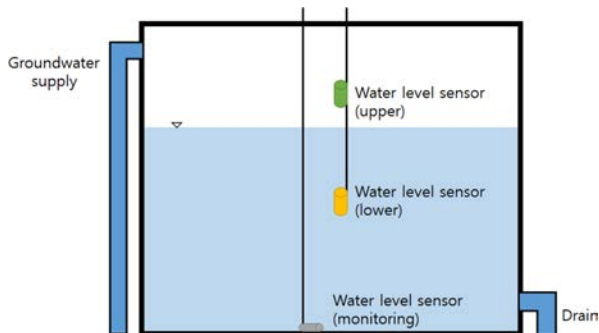 Groundwater
supply
Water level sensor
(upper)
Water level sensor
(lower)
Water level sensor
(monitoring)
Drain